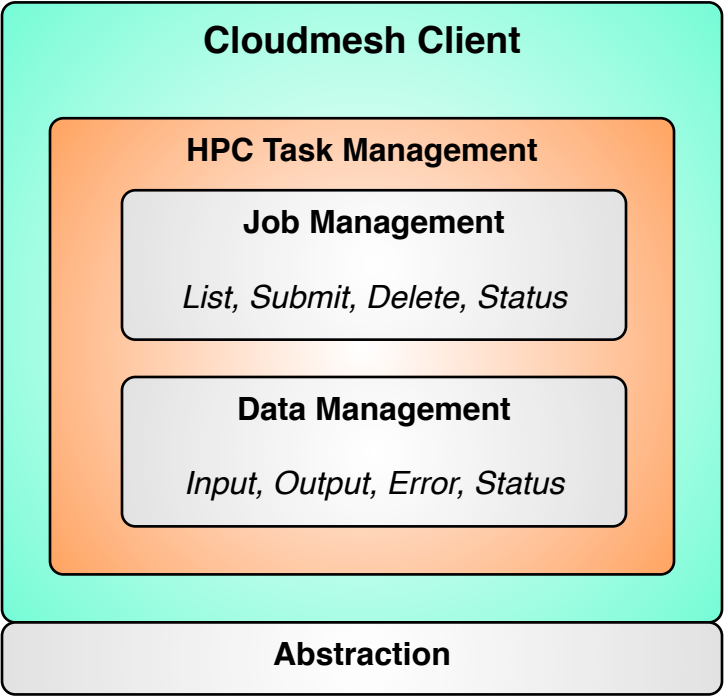 Cloudmesh Client
HPC Task Management
Job Management
List, Submit, Delete, Status
Data Management
Input, Output, Error, Status
Abstraction